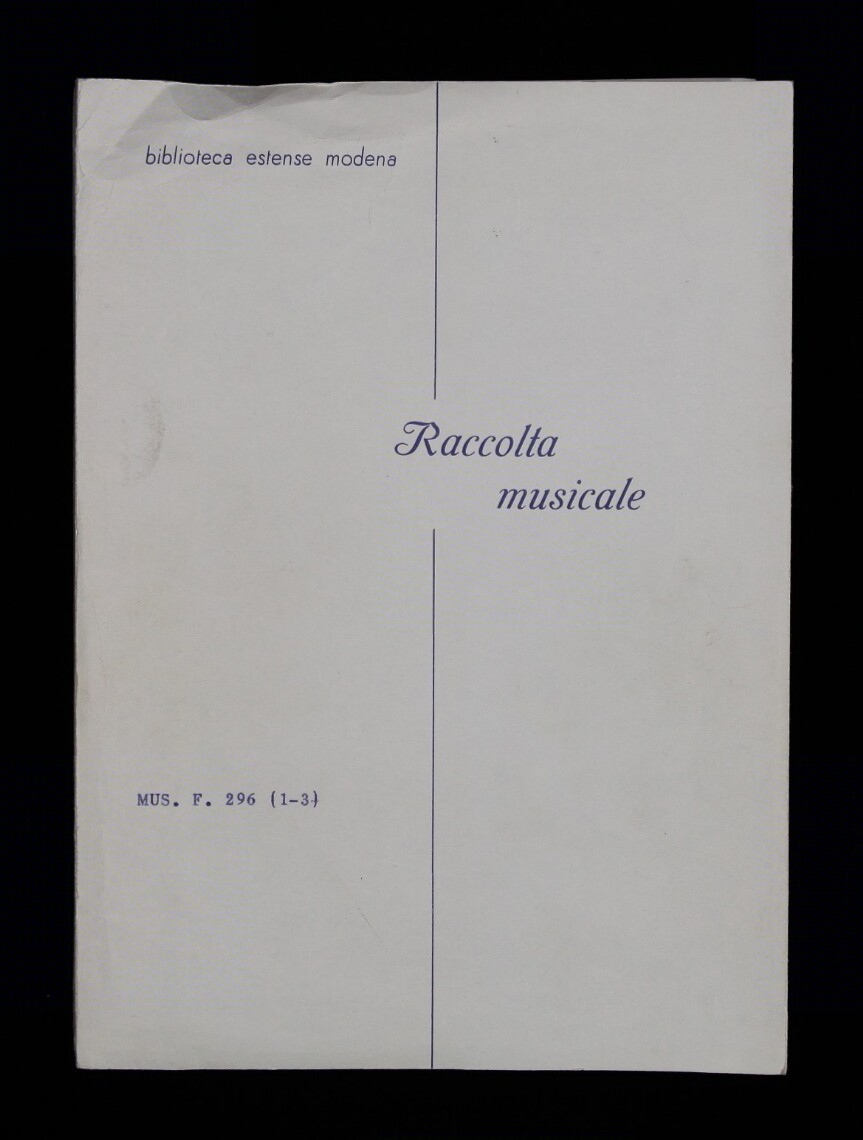 biblioteca estense modena
Raccolta
musicale
MUS. F. 296 (1-3)